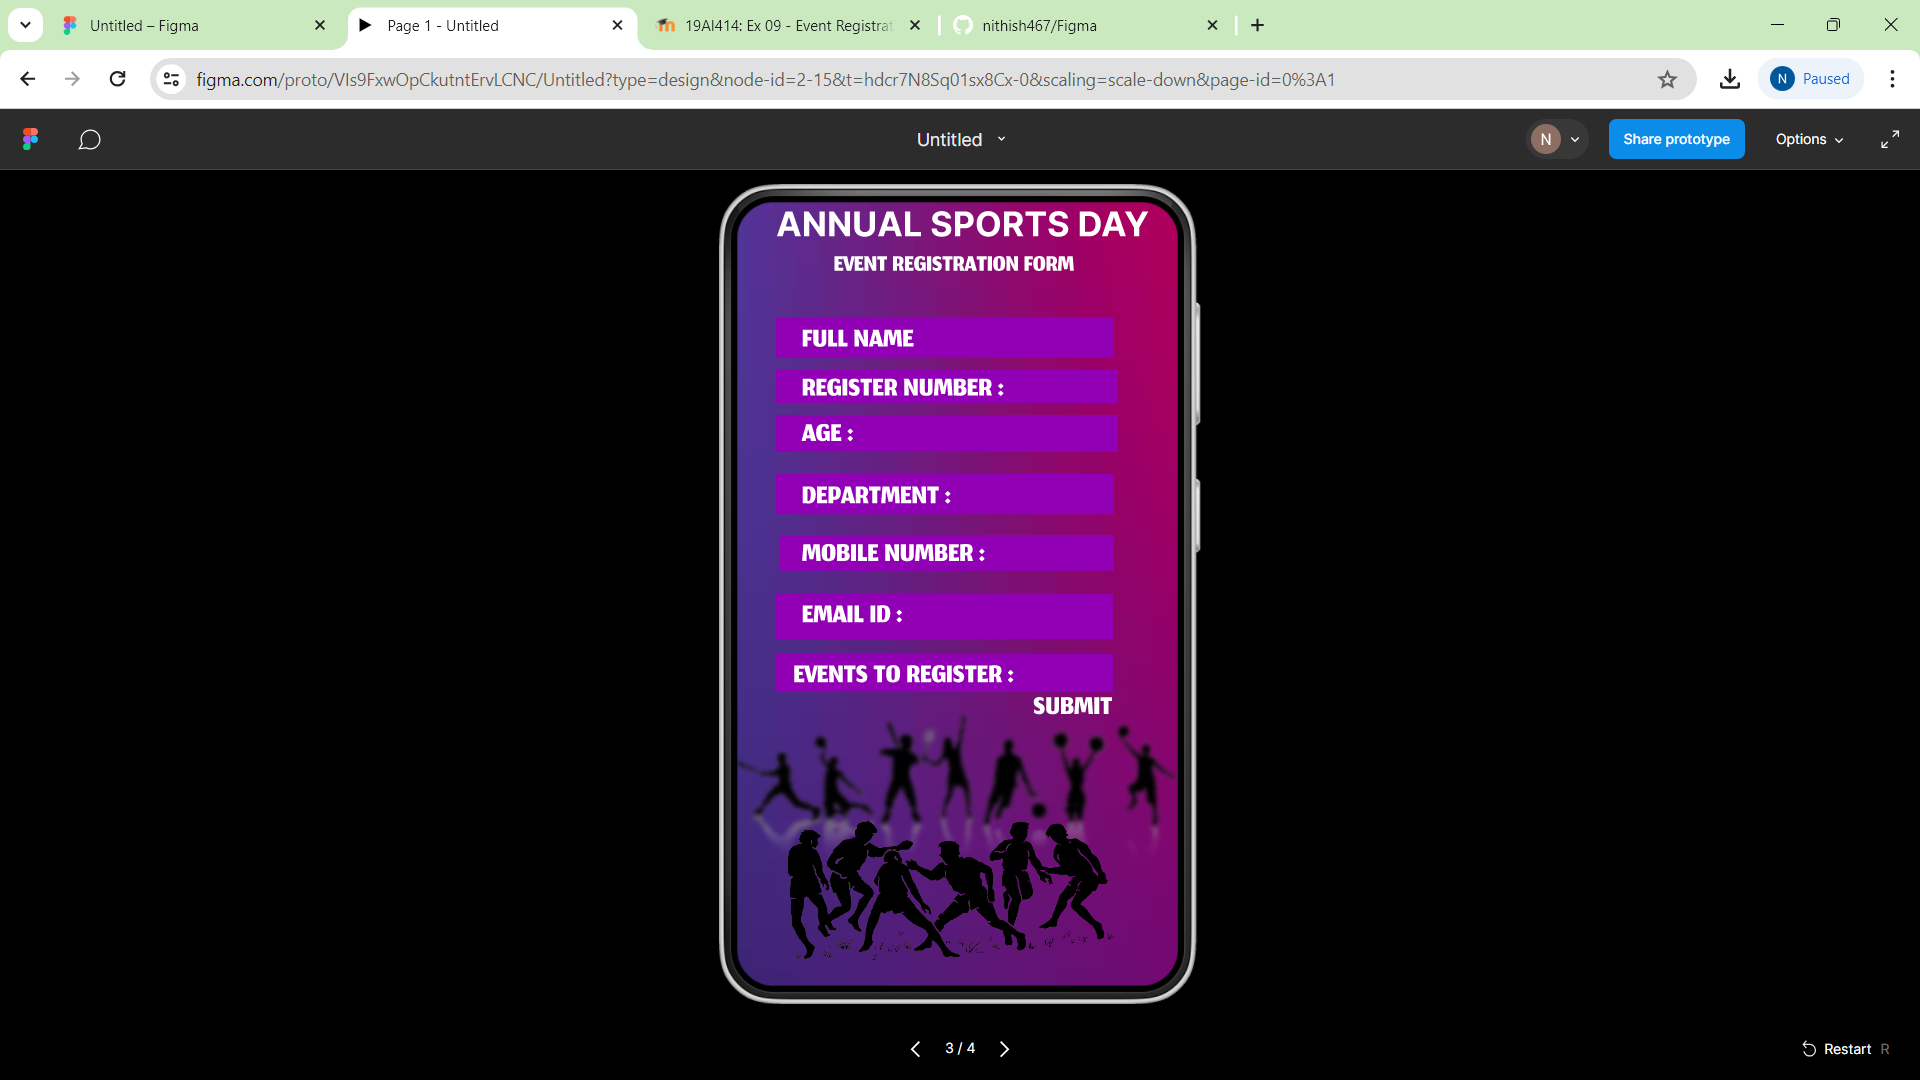 Untitled – Figma
Page 1 - Untitled
19AI414: Ex 09 - Event Registrat
nithish467/Figma
figma.com/proto/VIs9FxwOpCkutntErvLCNC/Untitled?type=design&node-id=2-15&t=hdcr7N8Sq01sx8Cx-0&scaling=scale-down&page-id=0%3A1
N Paused
Untitled
N
Share prototype
Options
ANNUAL SPORTS DAY
EVENT REGISTRATION FORM
FULL NAME
REGISTER NUMBER :
AGE :
DEPARTMENT :
MOBILE NUMBER :
EMAIL ID :
EVENTS TO REGISTER :
SUBMIT
3 / 4
Restart R